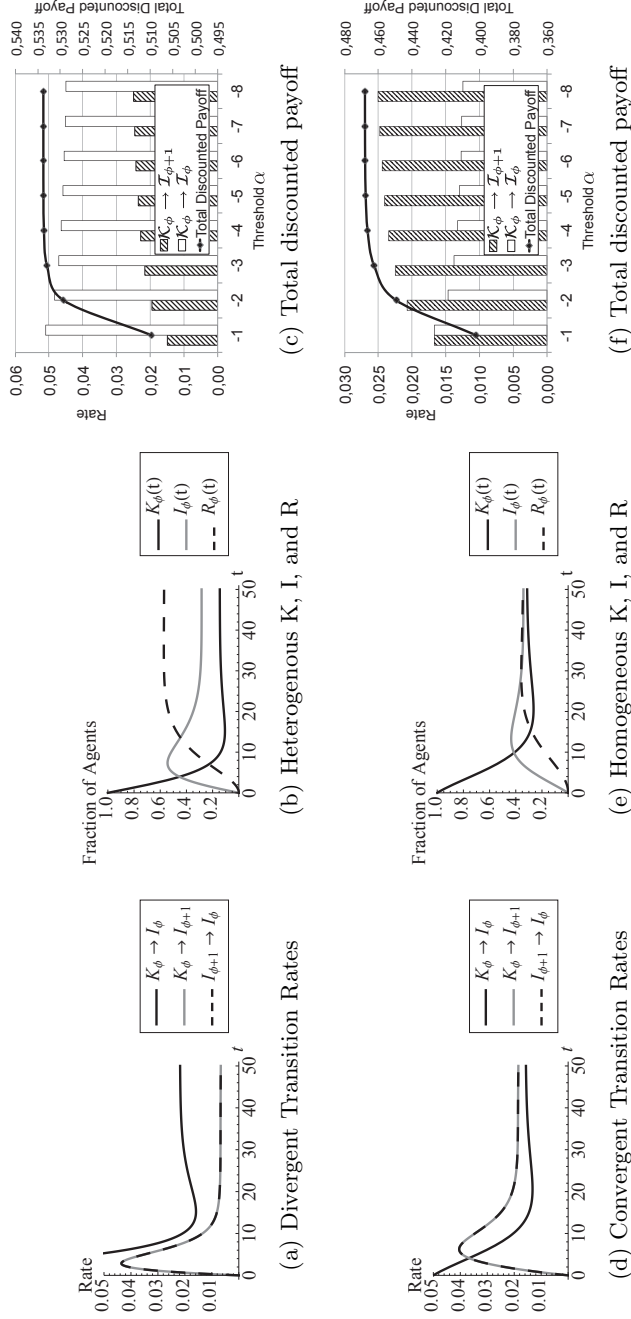 Rate
0.05
0.04
0.03
0.02
0.01
0 10 20 30 40 50
t
K_ϕ → I_ϕ
K_ϕ → I_ϕ+1
I_ϕ+1 → I_ϕ
(a) Divergent Transition Rates
Fraction of Agents
1.0
0.8
0.6
0.4
0.2
0 10 20 30 40 50
t
K_ϕ(t)
I_ϕ(t)
R_ϕ(t)
(b) Heterogenous K, I, and R
0,06
0,05
0,04
0,03
0,02
0,01
0,00
Rate
0,540
0,535
0,530
0,525
0,520
0,515
0,510
0,505
0,500
0,495
Total Discounted
Payoff
-1 -2 -3 -4 -5 -6 -7 -8
Threshold α
𝒦_ϕ → ℐ_ϕ+1
𝒦_ϕ → ℐ_ϕ
Total Discounted Payoff
(c) Total discounted payoff
Rate
0.05
0.04
0.03
0.02
0.01
0 10 20 30 40 50
t
K_ϕ → I_ϕ
K_ϕ → I_ϕ+1
I_ϕ+1 → I_ϕ
(d) Convergent Transition Rates
Fraction of Agents
1.0
0.8
0.6
0.4
0.2
0 10 20 30 40 50
t
K_ϕ(t)
I_ϕ(t)
R_ϕ(t)
(e) Homogeneous K, I, and R
0,030
0,025
0,020
0,015
0,010
0,005
0,000
Rate
0,480
0,460
0,440
0,420
0,400
0,380
0,360
Total Discounted
Payoff
-1 -2 -3 -4 -5 -6 -7 -8
Threshold α
𝒦_ϕ → ℐ_ϕ+1
𝒦_ϕ → ℐ_ϕ
Total Discounted Payoff
(f) Total discounted payoff